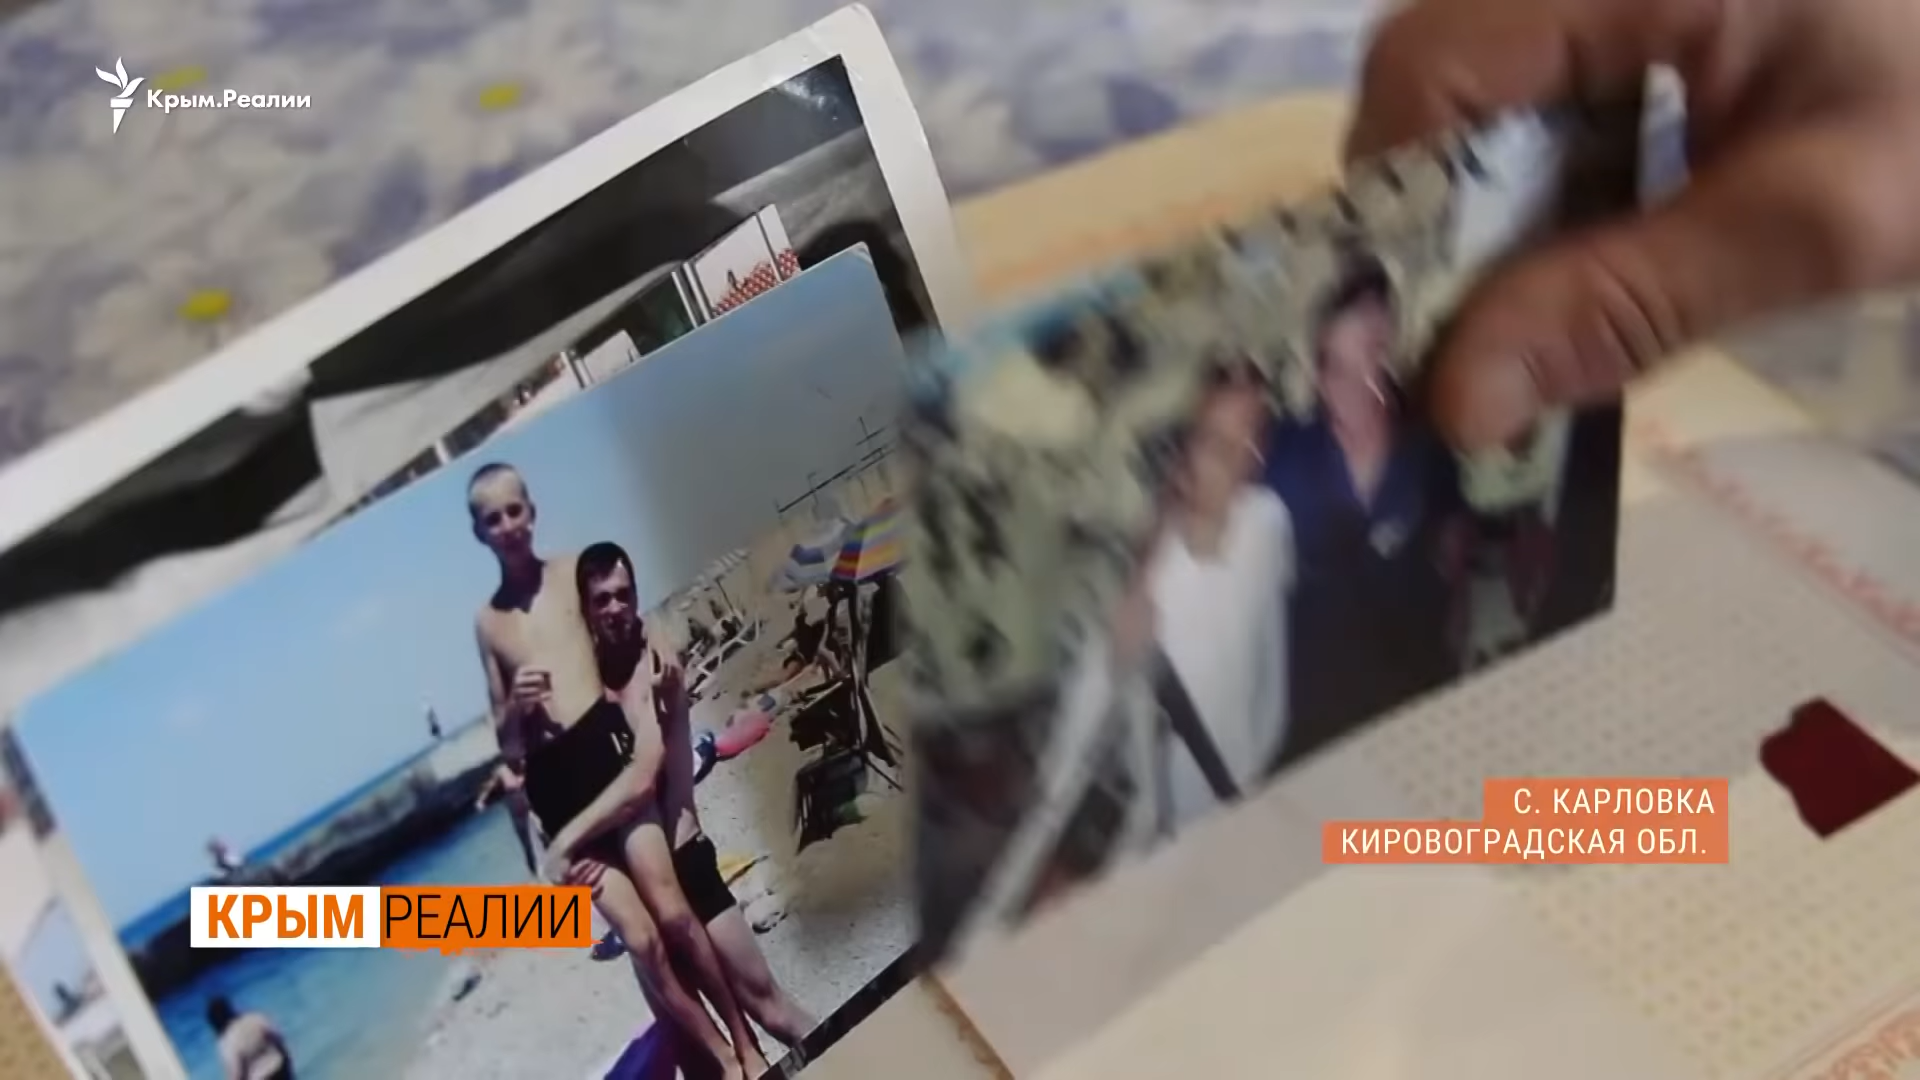 Крым.Реалии
С. КАРЛОВКА
КИРОВОГРАДСКАЯ ОБЛ.
КРЫМ РЕАЛИИ